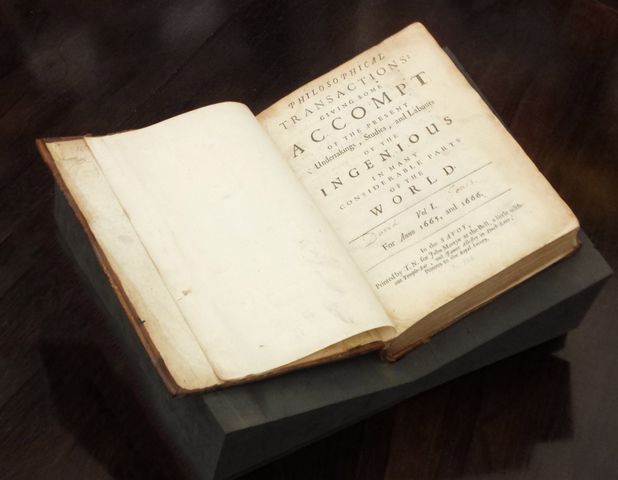 PHILOSOPHICAL
TRANSACTIONS:
GIVING SOME
ACCOMPT
OF THE PRESENT
Undertakings, Studies, and Labours
OF THE
INGENIOUS
IN MANY
CONSIDERABLE PARTS
OF THE
WORLD
Vol I.
For Anno 1665, and 1666.
In the SAVOY,
Printed by T. N. for John Martyn at the Bell, a little with-
out Temple-Bar, and James Allestry in Duck-Lane,
Printers to the Royal Society.